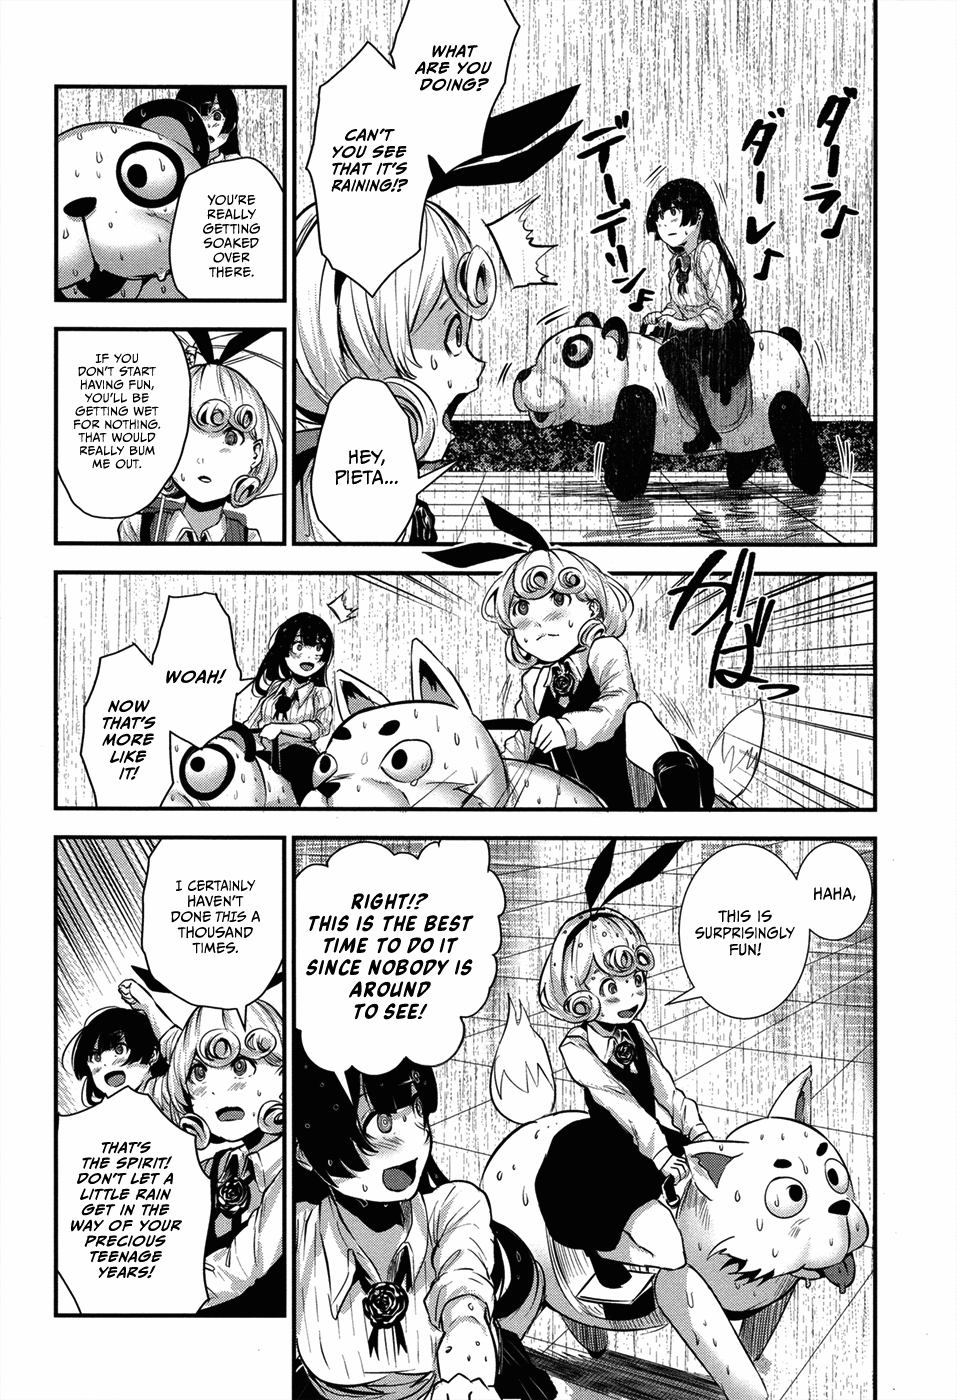 WHAT
ARE YOU
DOING?
CAN'T
YOU SEE
THAT IT'S
RAINING!?
ダーラ♪
ダーレ♪
デーデリン♪
HEY,
PIETA...
YOU'RE
REALLY
GETTING
SOAKED
OVER
THERE.
IF YOU
DON'T START
HAVING FUN,
YOU'LL BE
GETTING WET
FOR NOTHING.
THAT WOULD
REALLY BUM
ME OUT.
がばっ
WOAH!
NOW
THAT'S
MORE
LIKE
IT!
HAHA,
THIS IS
SURPRISINGLY
FUN!
RIGHT!?
THIS IS THE BEST
TIME TO DO IT
SINCE NOBODY IS
AROUND
TO SEE!
I CERTAINLY
HAVEN'T
DONE THIS A
THOUSAND
TIMES.
THAT'S
THE SPIRIT!
DON'T LET A
LITTLE RAIN
GET IN THE
WAY OF YOUR
PRECIOUS
TEENAGE
YEARS!